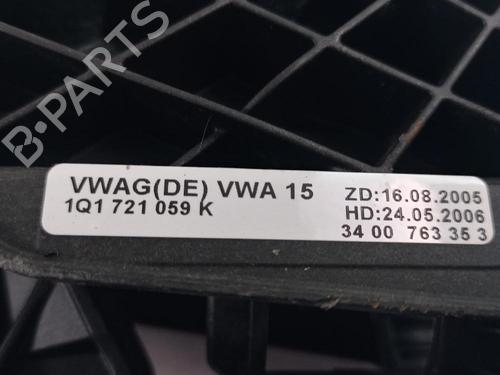 B-PARTS
VWAG(DE) VWA 15
1Q1 721 059 K
ZD:16.08.2005
HD:24.05.2006
34 00 763 35 3